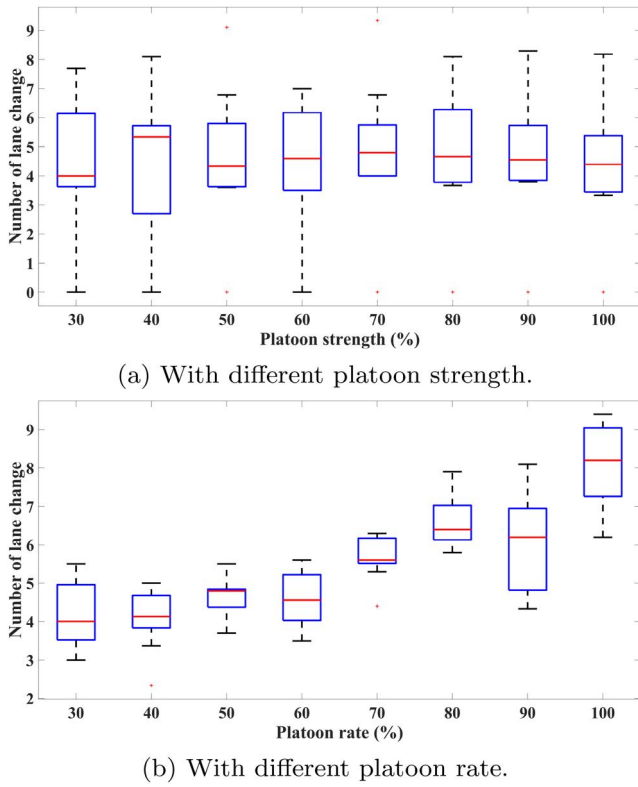 9
8
7
6
5
4
3
2
1
0
Number of lane change
30 40 50 60 70 80 90 100
Platoon strength (%)
(a) With different platoon strength.
9
8
7
6
5
4
3
2
Number of lane change
30 40 50 60 70 80 90 100
Platoon rate (%)
(b) With different platoon rate.